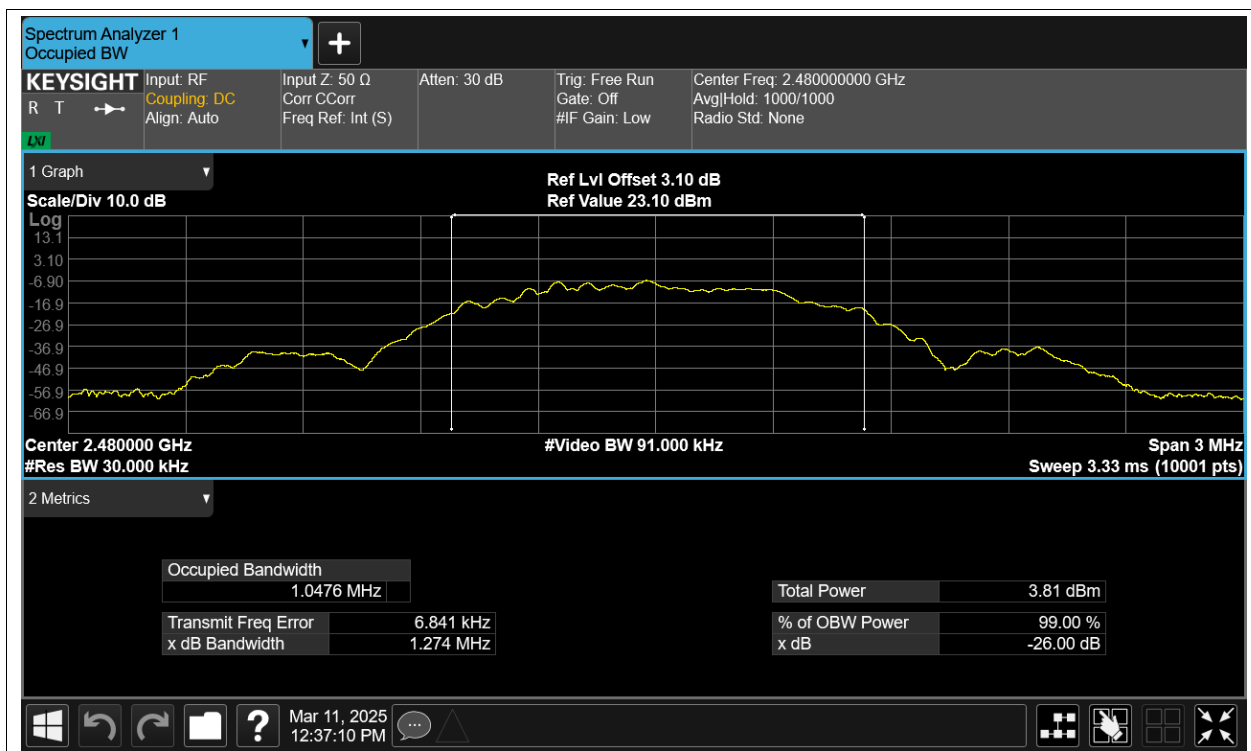 Spectrum Analyzer 1
Occupied BW
KEYSIGHT
R T
LXI
Input: RF
Coupling: DC
Align: Auto
Input Z: 50 Ω
Corr CCorr
Freq Ref: Int (S)
Atten: 30 dB
Trig: Free Run
Gate: Off
#IF Gain: Low
Center Freq: 2.480000000 GHz
Avg|Hold: 1000/1000
Radio Std: None
1 Graph
Scale/Div 10.0 dB
Ref Lvl Offset 3.10 dB
Ref Value 23.10 dBm
Log
13.1
3.10
-6.90
-16.9
-26.9
-36.9
-46.9
-56.9
-66.9
Center 2.480000 GHz
#Video BW 91.000 kHz
Span 3 MHz
#Res BW 30.000 kHz
Sweep 3.33 ms (10001 pts)
2 Metrics
Occupied Bandwidth
1.0476 MHz
Transmit Freq Error 6.841 kHz
x dB Bandwidth 1.274 MHz
Total Power 3.81 dBm
% of OBW Power 99.00 %
x dB -26.00 dB
Mar 11, 2025
12:37:10 PM